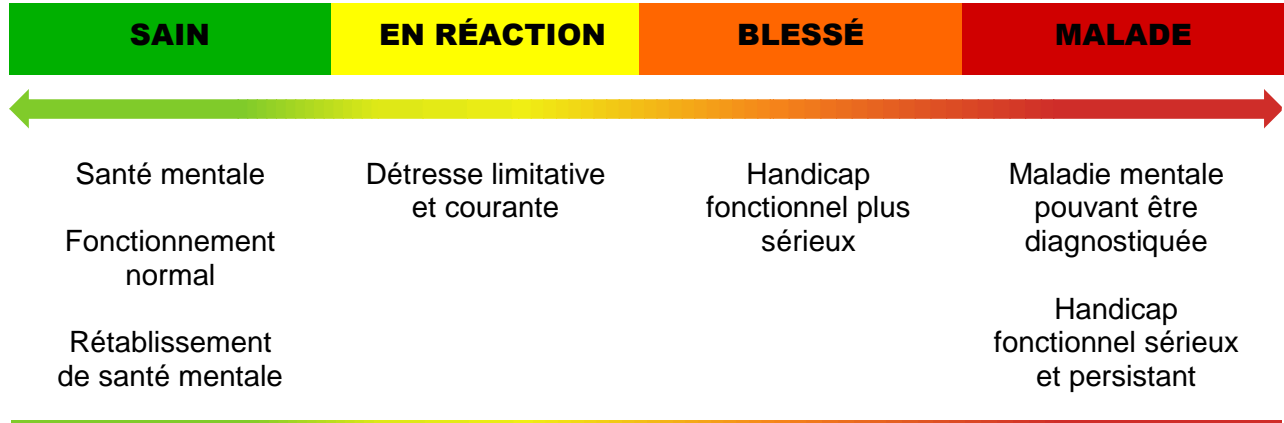 SAIN
EN RÉACTION
BLESSÉ
MALADE
Santé mentale
Fonctionnement
normal
Rétablissement
de santé mentale
Détresse limitative
et courante
Handicap
fonctionnel plus
sérieux
Maladie mentale
pouvant être
diagnostiquée
Handicap
fonctionnel sérieux
et persistant